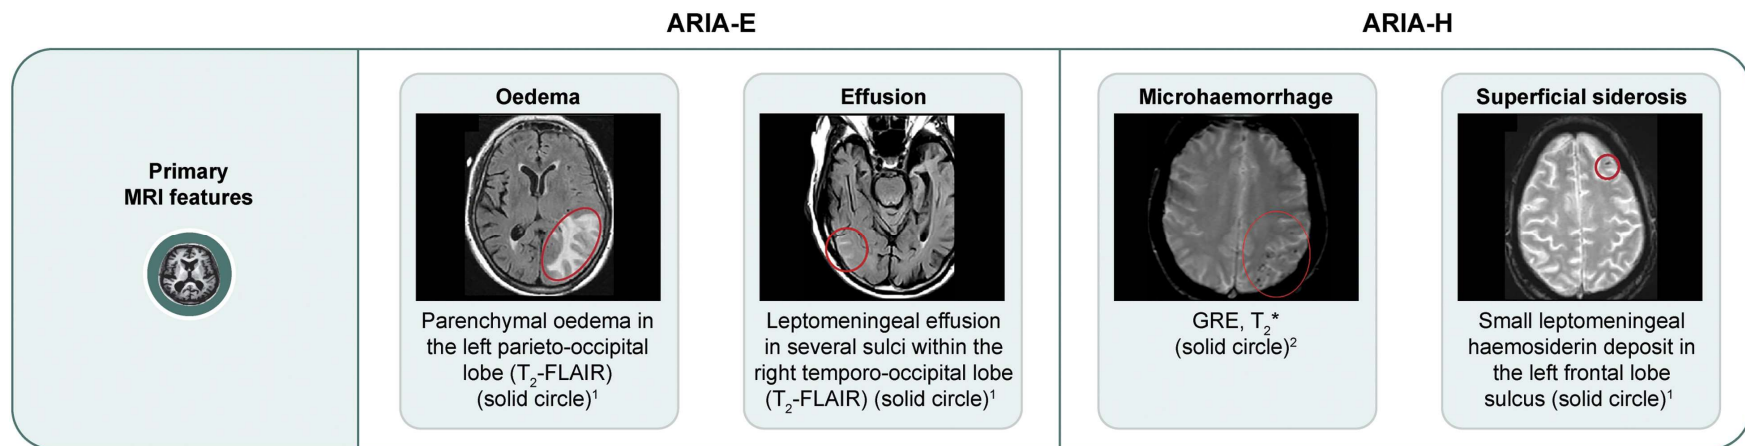 ARIA-E
ARIA-H
Primary
MRI features
Oedema
Parenchymal oedema in
the left parieto-occipital
lobe (T₂-FLAIR)
(solid circle)¹
Effusion
Leptomeningeal effusion
in several sulci within the
right temporo-occipital lobe
(T₂-FLAIR) (solid circle)¹
Microhaemorrhage
GRE, T₂*
(solid circle)²
Superficial siderosis
Small leptomeningeal
haemosiderin deposit in
the left frontal lobe
sulcus (solid circle)¹